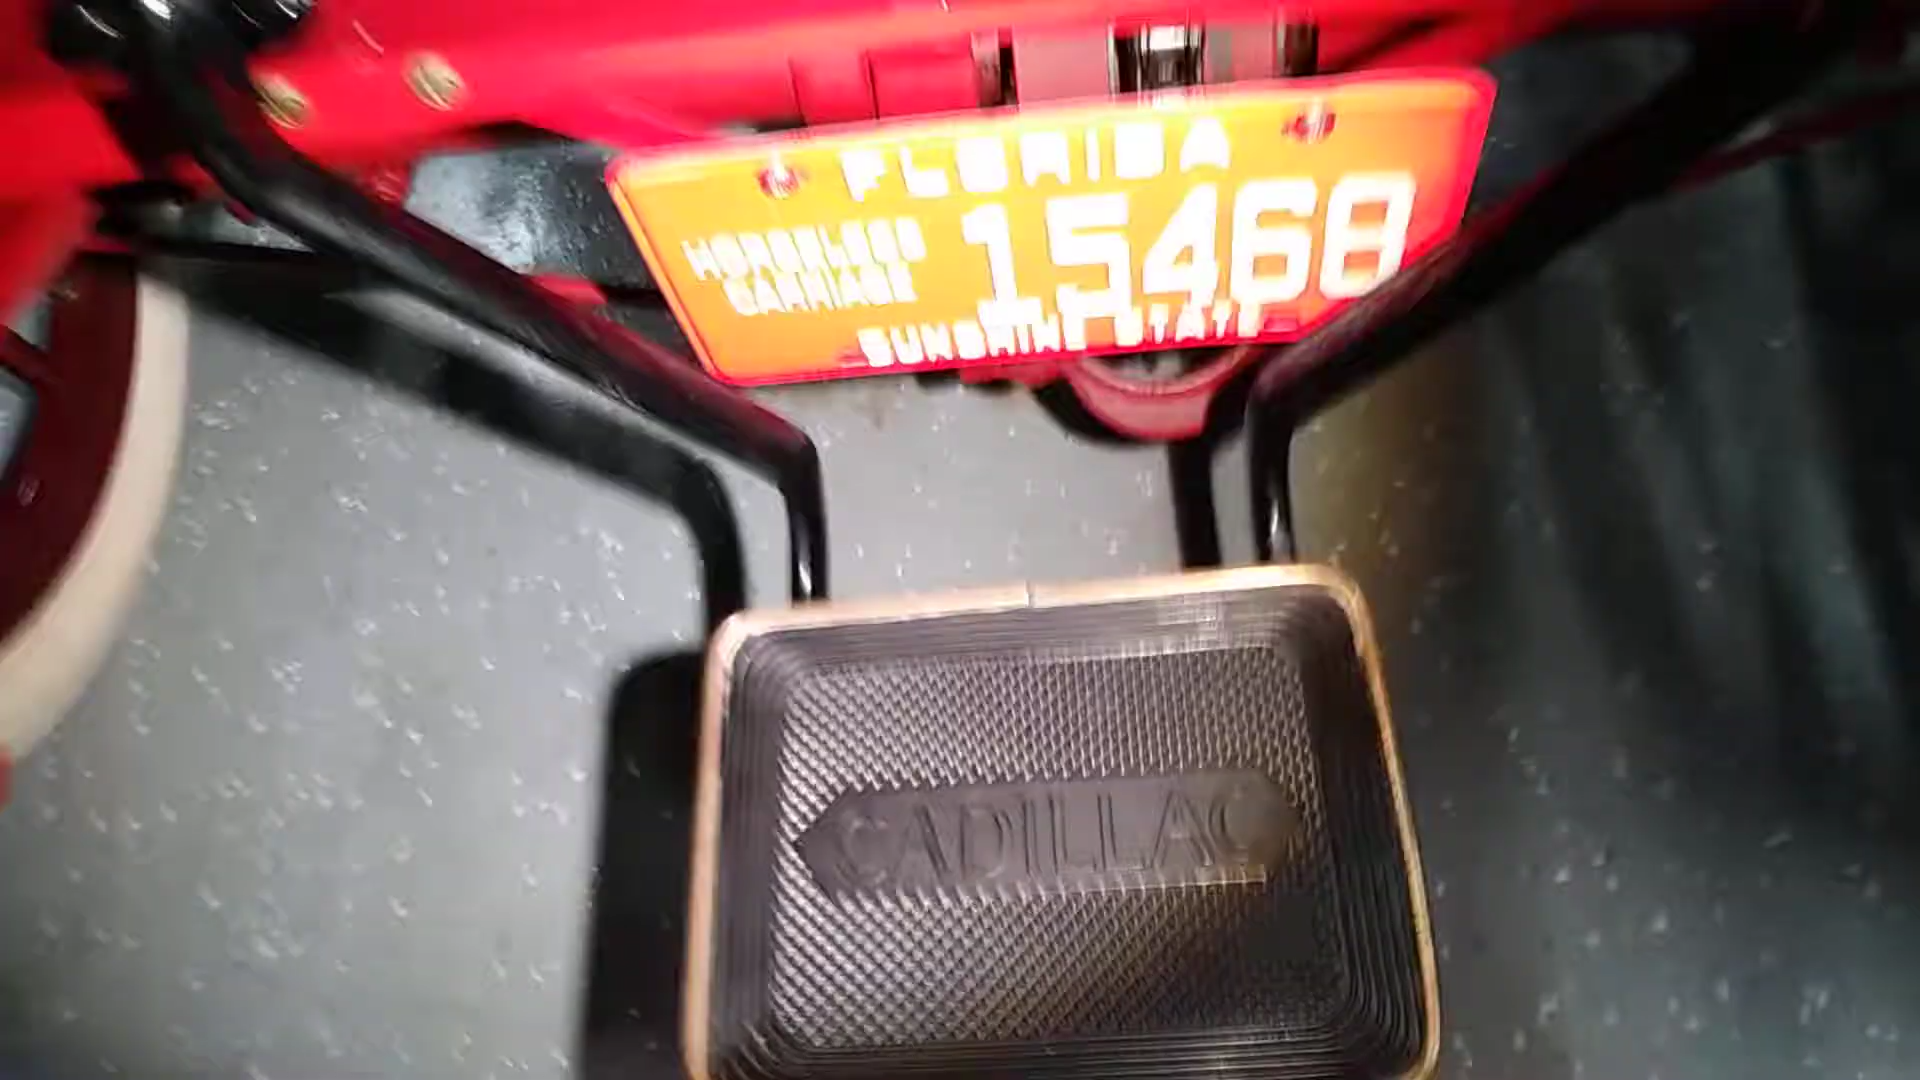 FLORIDA
HORSELESS
CARRIAGE
15468
SUNSHINE STATE
CADILLAC